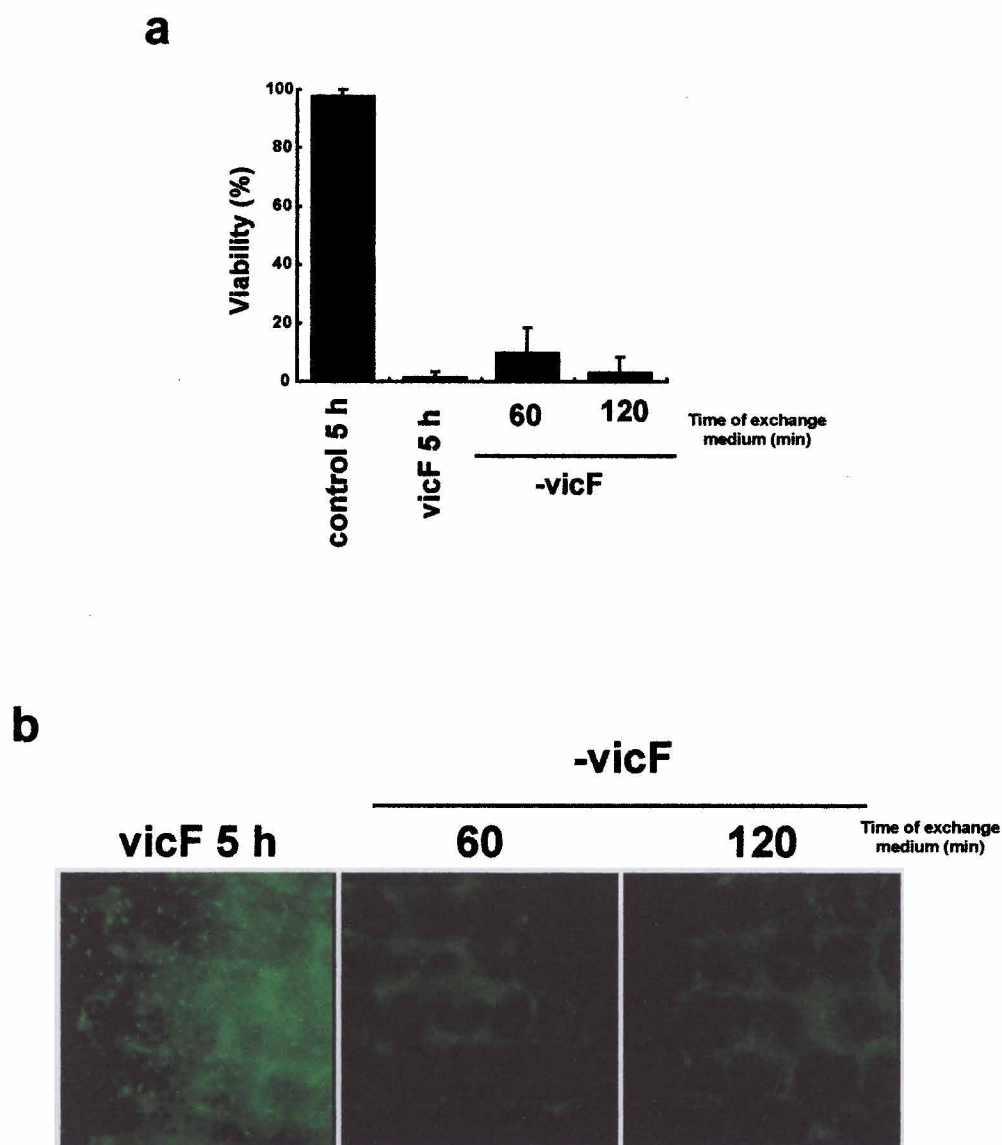 a
100
80
60
40
20
0
Viability (%)
control 5 h
vicF 5 h
60
120
Time of exchange
medium (min)
-vicF
b
-vicF
vicF 5 h
60
120
Time of exchange
medium (min)